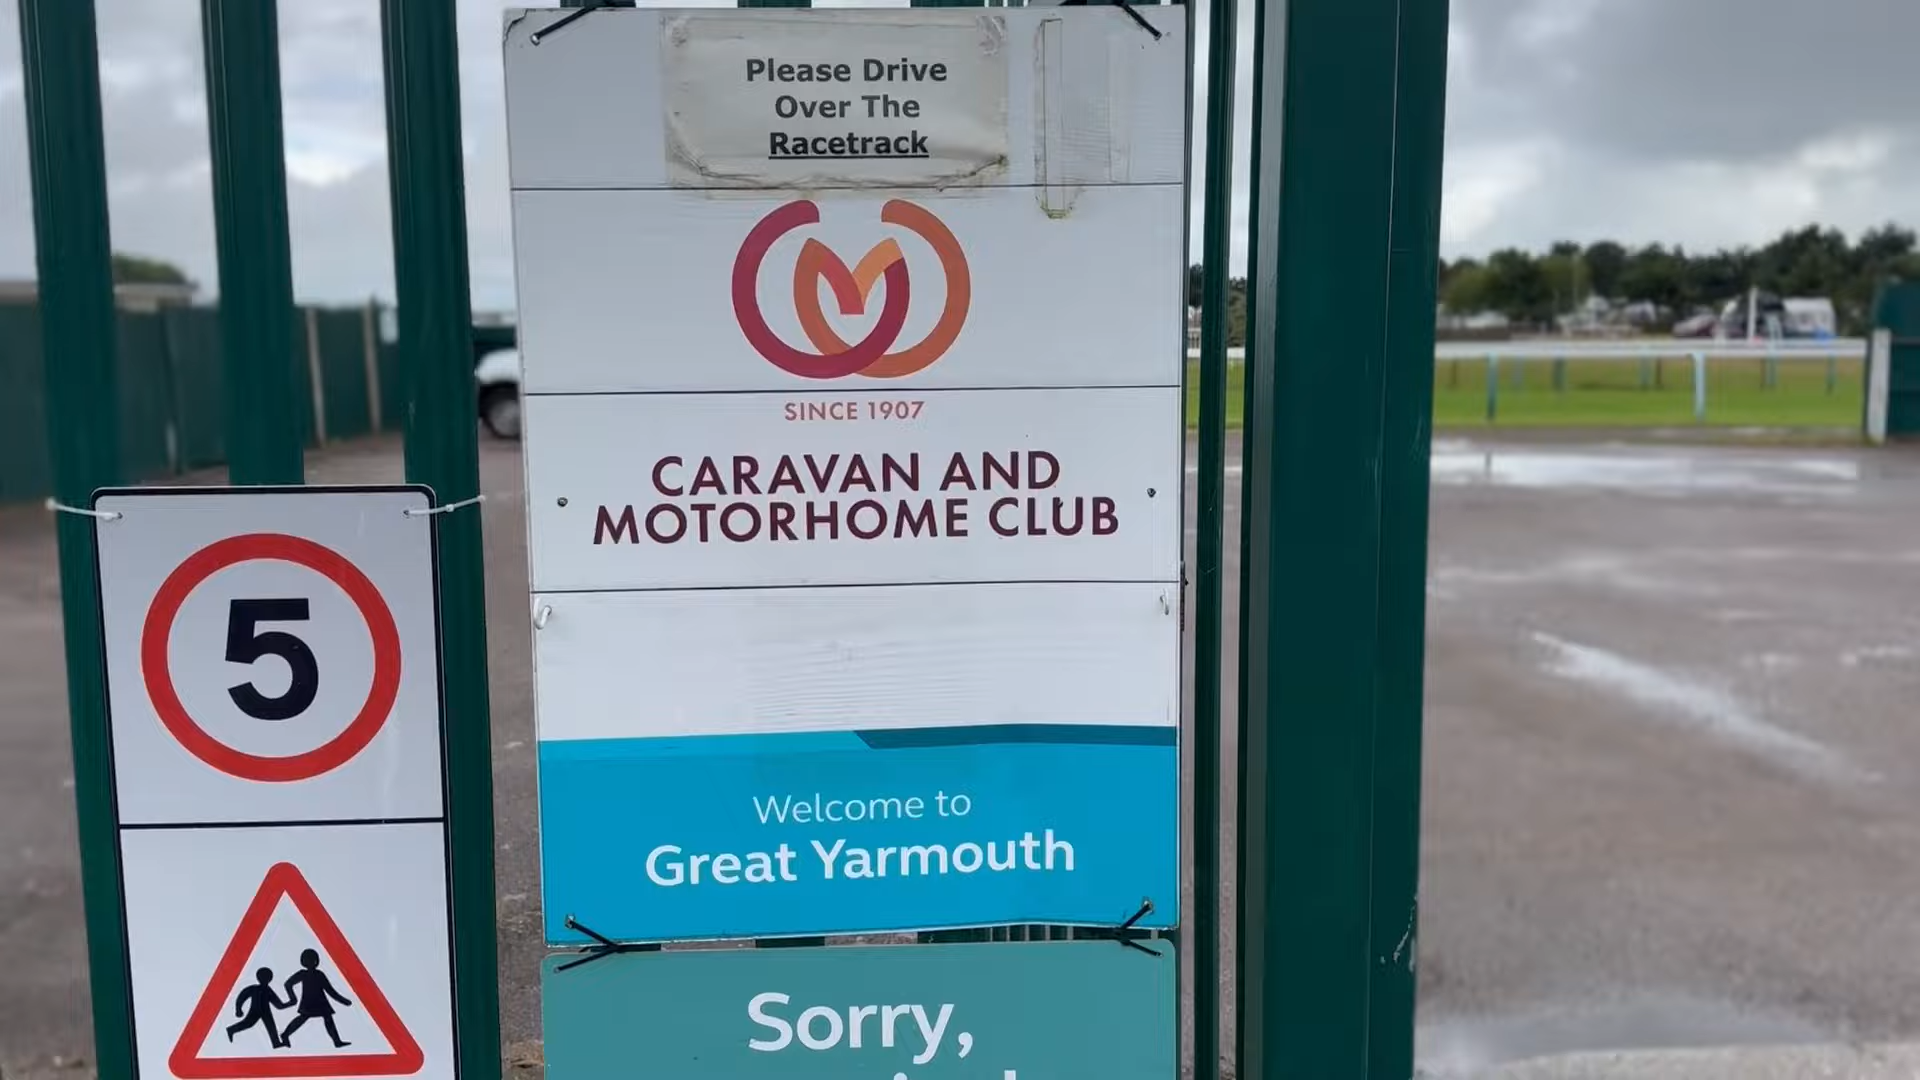 Please Drive
Over The
Racetrack
SINCE 1907
CARAVAN AND
MOTORHOME CLUB
5
Welcome to
Great Yarmouth
Sorry,